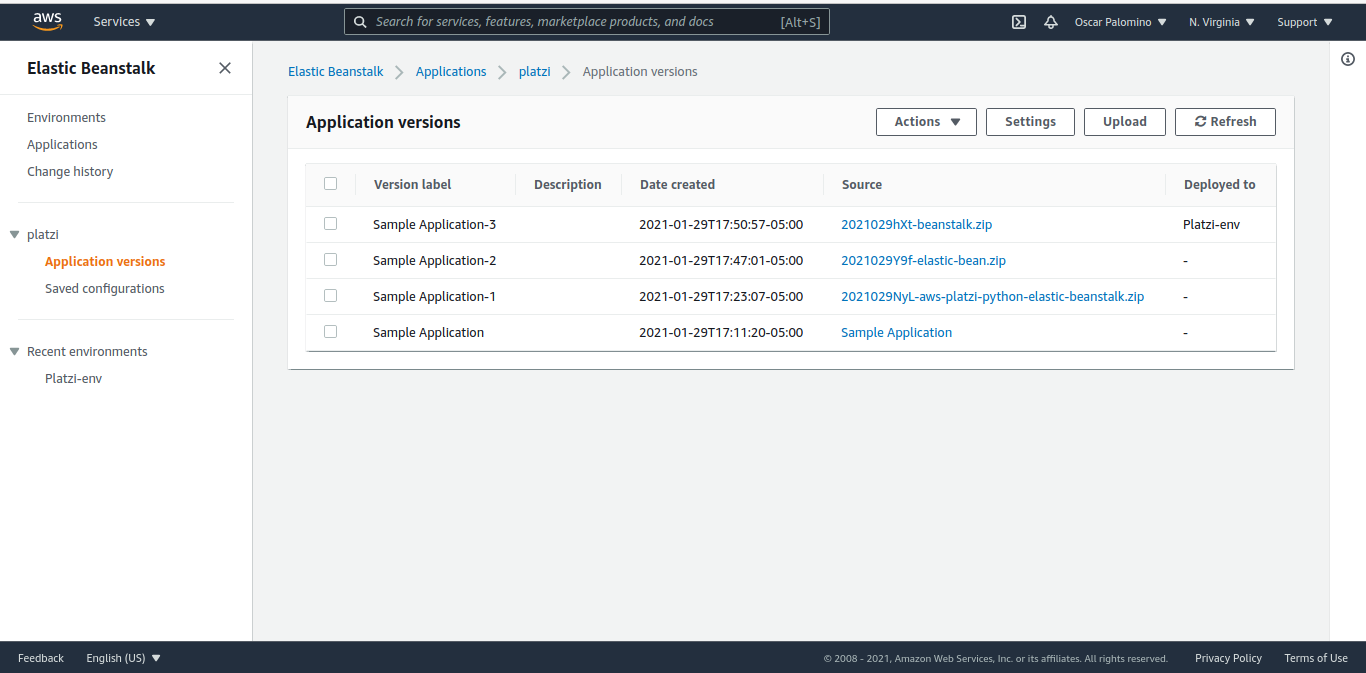 aws Services Search for services, features, marketplace products, and docs [Alt+S] Oscar Palomino N. Virginia Support
Elastic Beanstalk
Environments
Applications
Change history
platzi
Application versions
Saved configurations
Recent environments
Platzi-env
Elastic Beanstalk Applications platzi Application versions
Application versions Actions Settings Upload Refresh
Version label Description Date created Source Deployed to
Sample Application-3 2021-01-29T17:50:57-05:00 2021029hXt-beanstalk.zip Platzi-env
Sample Application-2 2021-01-29T17:47:01-05:00 2021029Y9f-elastic-bean.zip -
Sample Application-1 2021-01-29T17:23:07-05:00 2021029NyL-aws-platzi-python-elastic-beanstalk.zip -
Sample Application 2021-01-29T17:11:20-05:00 Sample Application -
Feedback English (US) © 2008 - 2021, Amazon Web Services, Inc. or its affiliates. All rights reserved. Privacy Policy Terms of Use